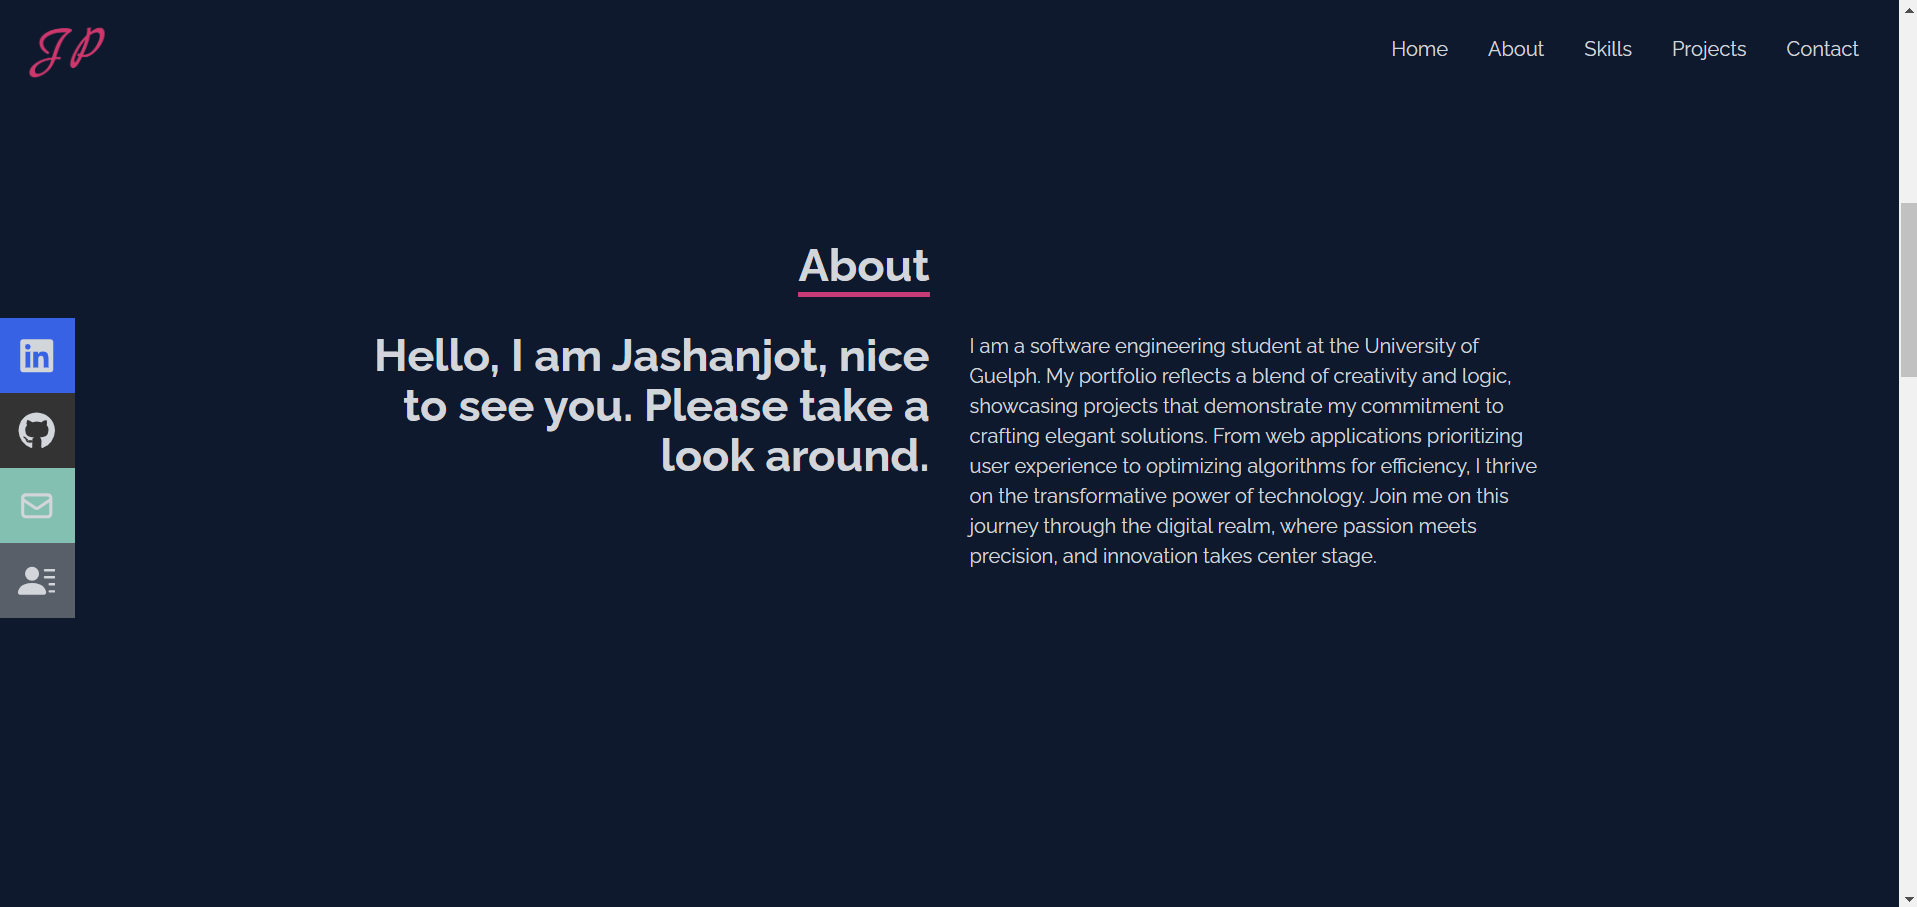 JP
Home About Skills Projects Contact
About
Hello, I am Jashanjot, nice
to see you. Please take a
look around.
I am a software engineering student at the University of
Guelph. My portfolio reflects a blend of creativity and logic,
showcasing projects that demonstrate my commitment to
crafting elegant solutions. From web applications prioritizing
user experience to optimizing algorithms for efficiency, I thrive
on the transformative power of technology. Join me on this
journey through the digital realm, where passion meets
precision, and innovation takes center stage.
in